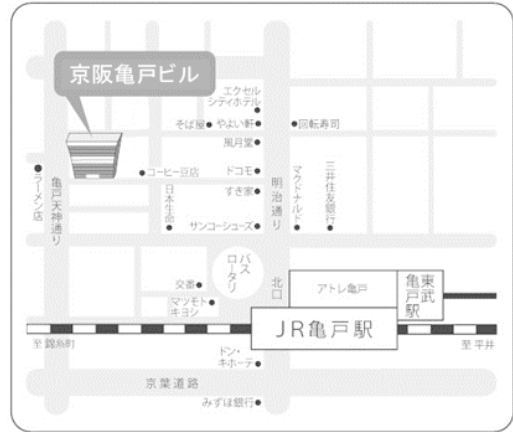 京阪亀戸ビル
エクセル
シティホテル
そば屋
やよい軒
回転寿司
風月堂
コーヒー豆店
ドコモ
ラーメン店
亀戸天神通り
日本生命
すき家
明治通り
マクドナルド
三井住友銀行
サンコーシューズ
バス
ロータリー
北口
交番
マツモト
キヨシ
アトレ亀戸
東武
亀戸駅
JR亀戸駅
至錦糸町
至平井
ドン・
キホーテ
京葉道路
みずほ銀行